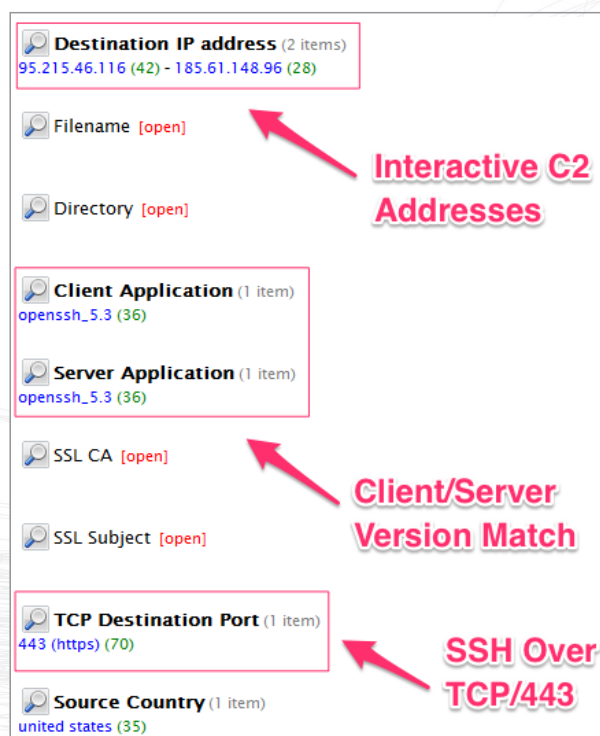 Destination IP address (2 items)
95.215.46.116 (42) - 185.61.148.96 (28)
Filename [open]
Interactive C2
Addresses
Directory [open]
Client Application (1 item)
openssh_5.3 (36)
Server Application (1 item)
openssh_5.3 (36)
SSL CA [open]
Client/Server
Version Match
SSL Subject [open]
TCP Destination Port (1 item)
443 (https) (70)
SSH Over
TCP/443
Source Country (1 item)
united states (35)